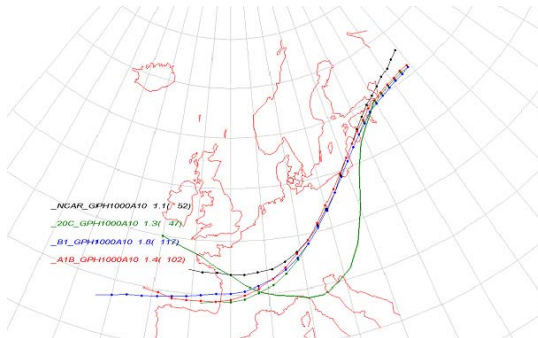 _NCAR_GPH1000A10 1.1( 52)
_20C_GPH1000A10 1.3( 47)
_B1_GPH1000A10 1.8( 117)
_A1B_GPH1000A10 1.4( 102)